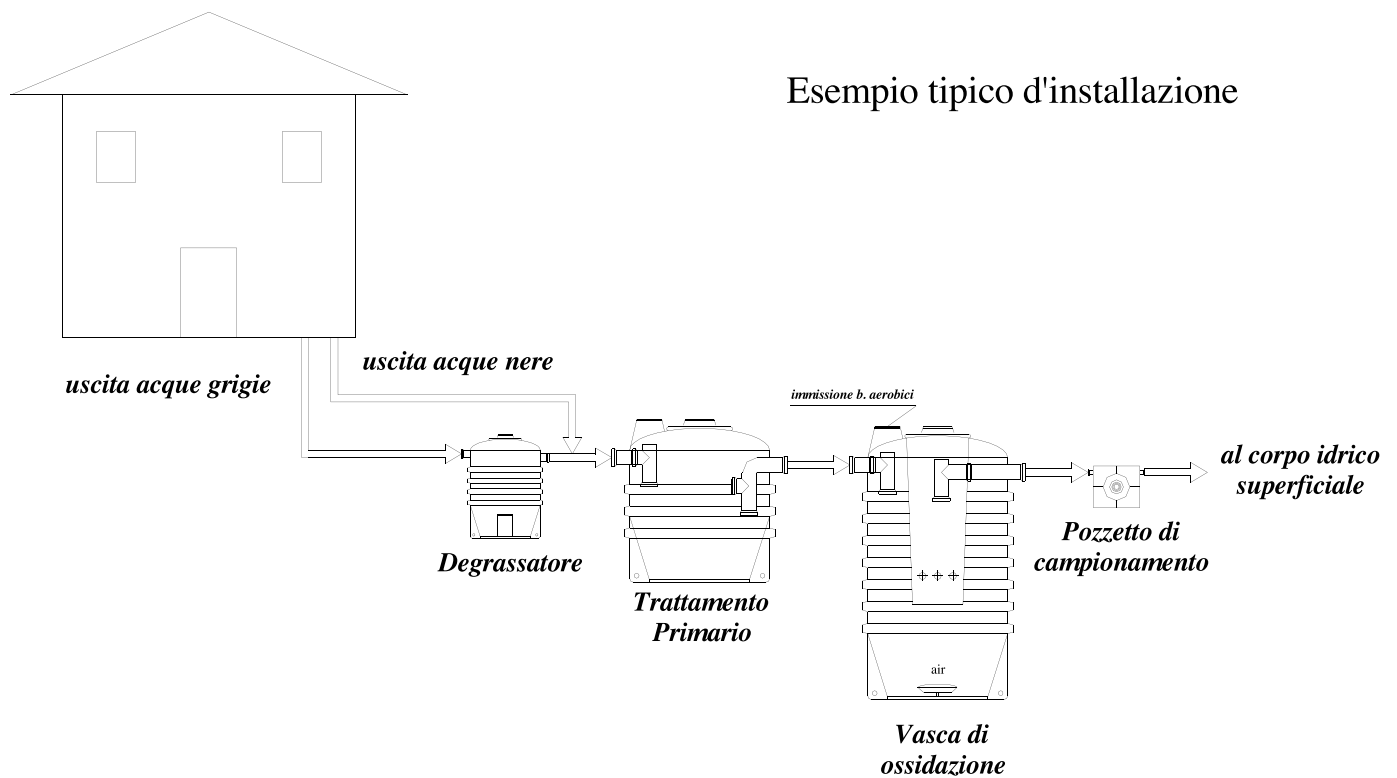 Esempio tipico d'installazione
uscita acque nere
uscita acque grigie
immissione b. aerobici
al corpo idrico
superficiale
Pozzetto di
campionamento
Degrassatore
Trattamento
Primario
air
Vasca di
ossidazione